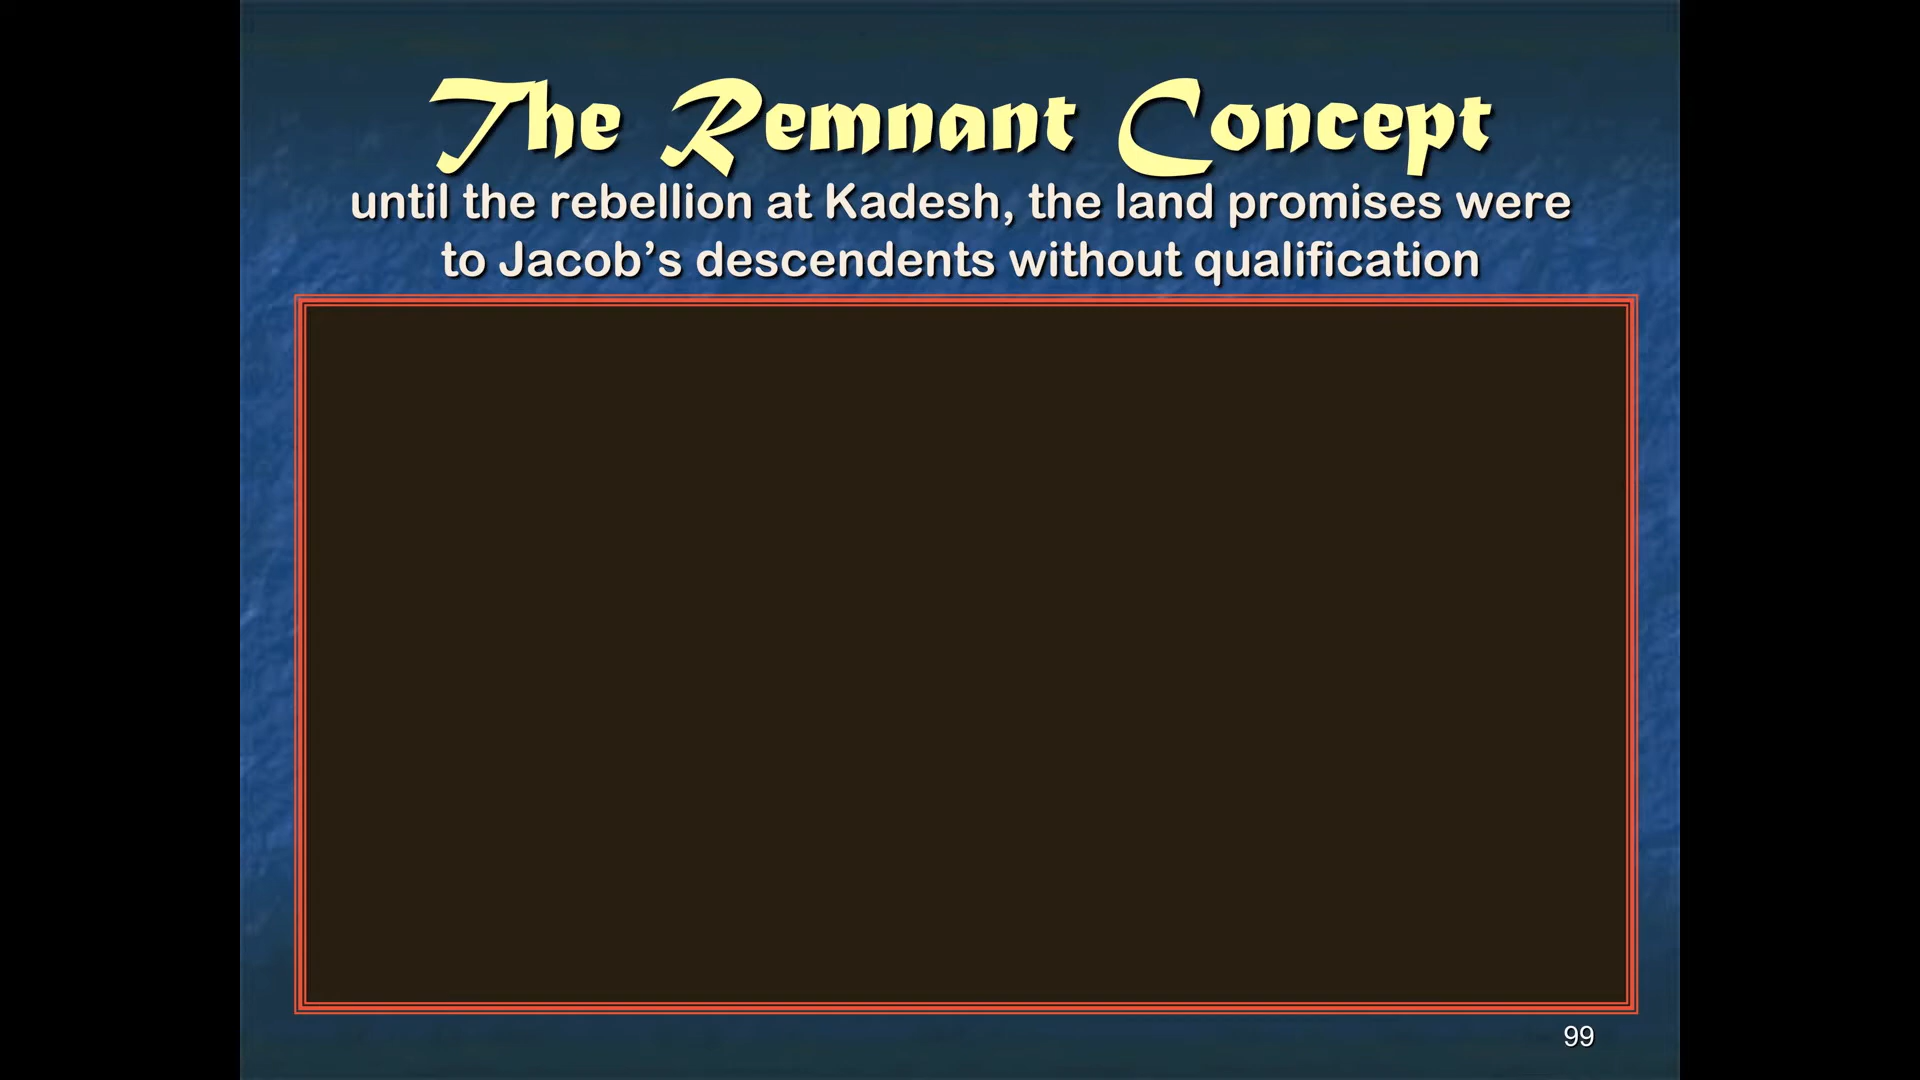 The Remnant Concept
until the rebellion at Kadesh, the land promises were
to Jacob’s descendents without qualification
99